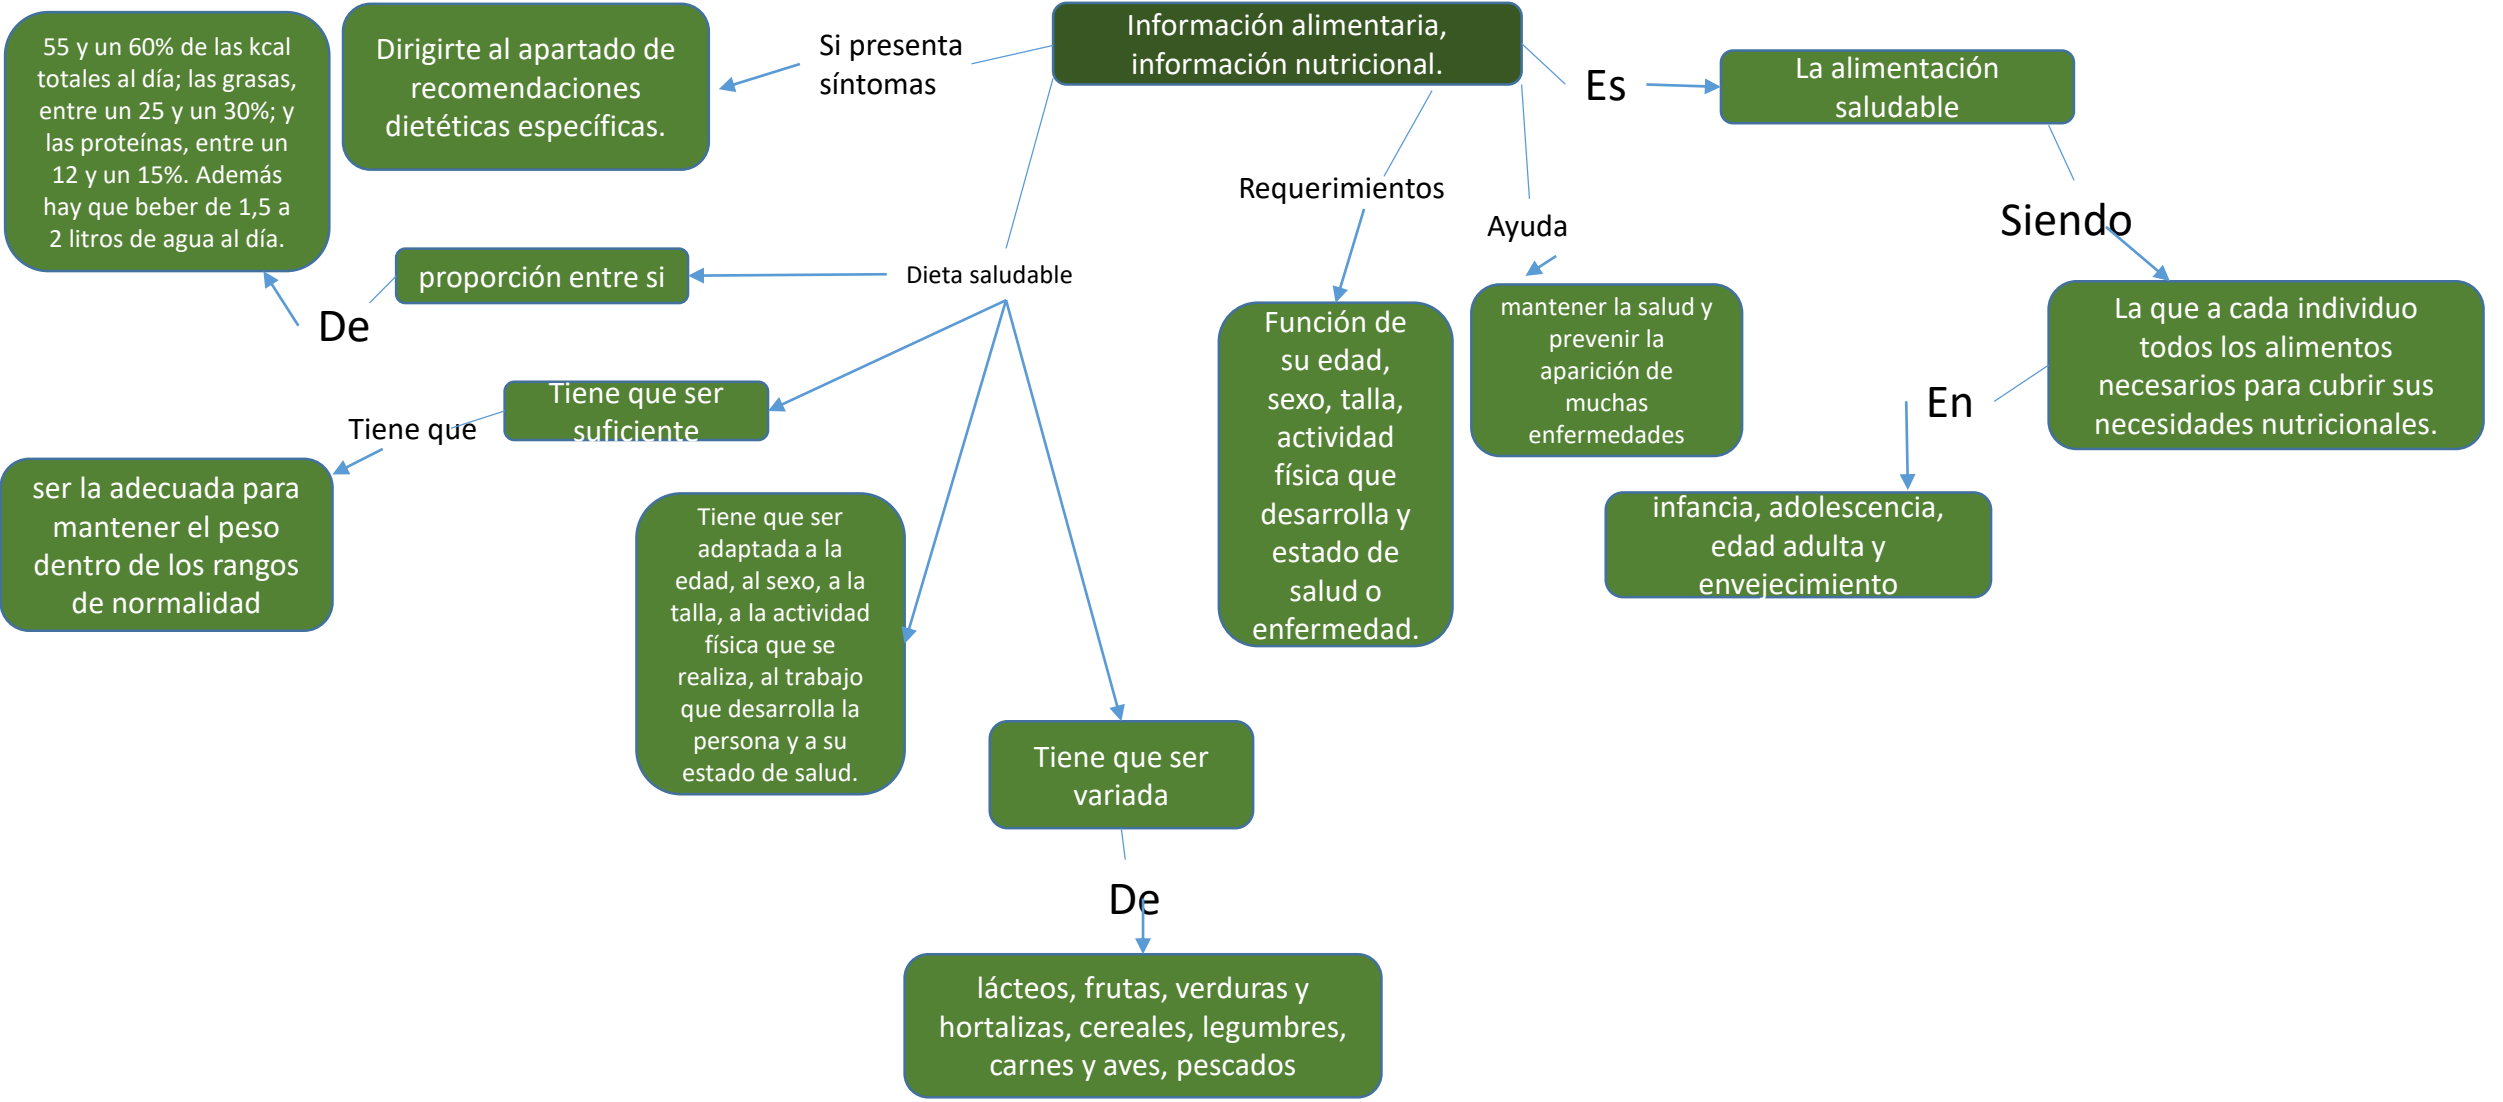 Información alimentaria,
información nutricional.
Si presenta
síntomas
Dirigirte al apartado de
recomendaciones
dietéticas específicas.
55 y un 60% de las kcal
totales al día; las grasas,
entre un 25 y un 30%; y
las proteínas, entre un
12 y un 15%. Además
hay que beber de 1,5 a
2 litros de agua al día.
Es
La alimentación
saludable
Requerimientos
Ayuda
Siendo
Dieta saludable
proporción entre si
De
Función de
su edad,
sexo, talla,
actividad
física que
desarrolla y
estado de
salud o
enfermedad.
mantener la salud y
prevenir la
aparición de
muchas
enfermedades
La que a cada individuo
todos los alimentos
necesarios para cubrir sus
necesidades nutricionales.
En
Tiene que ser
suficiente
Tiene que
ser la adecuada para
mantener el peso
dentro de los rangos
de normalidad
Tiene que ser
adaptada a la
edad, al sexo, a la
talla, a la actividad
física que se
realiza, al trabajo
que desarrolla la
persona y a su
estado de salud.
infancia, adolescencia,
edad adulta y
envejecimiento
Tiene que ser
variada
De
lácteos, frutas, verduras y
hortalizas, cereales, legumbres,
carnes y aves, pescados